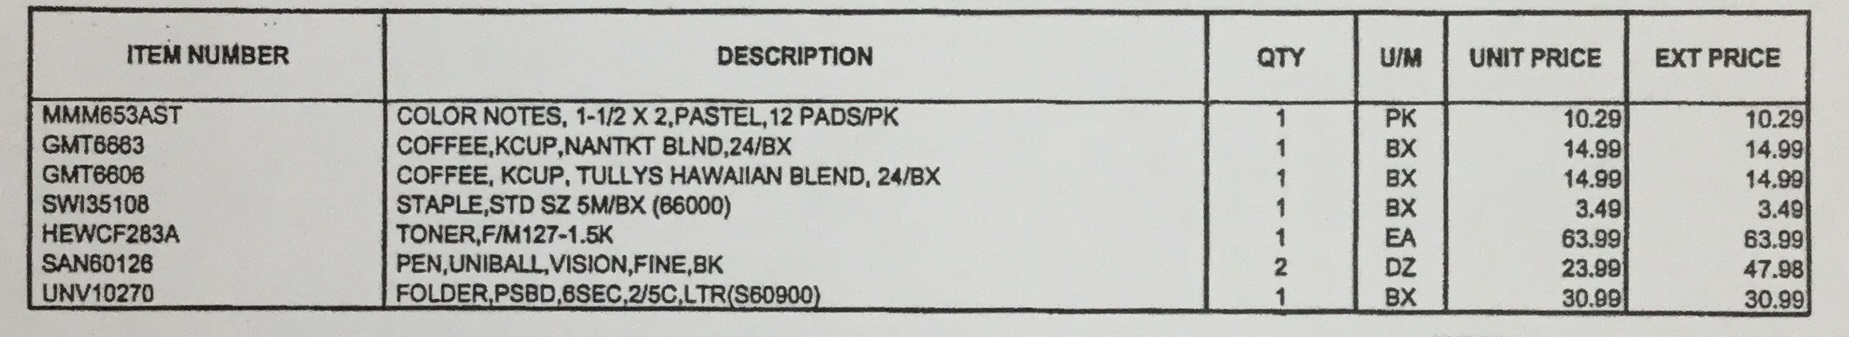 ITEM NUMBER DESCRIPTION QTY U/M UNIT PRICE EXT PRICE
MMM653AST COLOR NOTES, 1-1/2 X 2,PASTEL,12 PADS/PK 1 PK 10.29 10.29
GMT6663 COFFEE,KCUP,NANTKT BLND,24/BX 1 BX 14.99 14.99
GMT6606 COFFEE, KCUP, TULLYS HAWAIIAN BLEND, 24/BX 1 BX 14.99 14.99
SWI35108 STAPLE,STD SZ 5M/BX (66000) 1 BX 3.49 3.49
HEWCF283A TONER,F/M127-1.5K 1 EA 63.99 63.99
SAN60126 PEN,UNIBALL,VISION,FINE,BK 2 DZ 23.99 47.98
UNV10270 FOLDER,PSBD,6SEC,2/5C,LTR(S60900) 1 BX 30.99 30.99